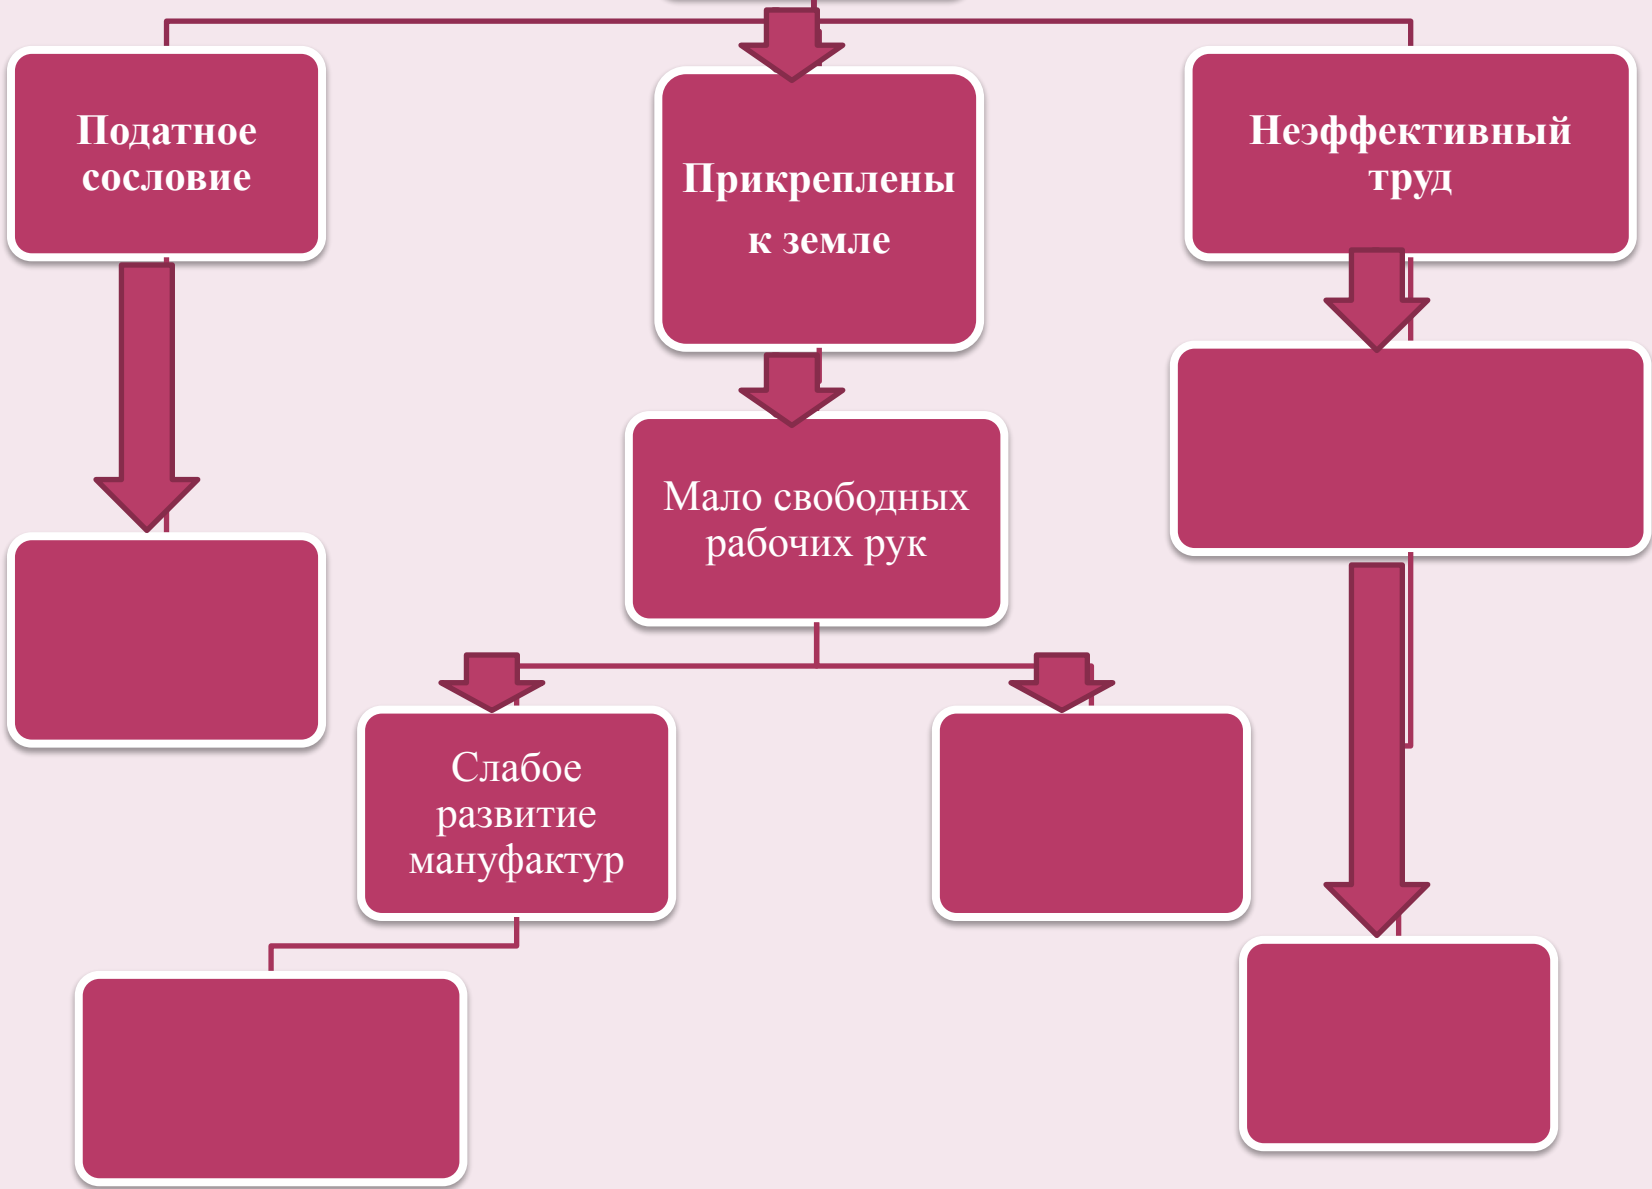 Податное
сословие
Прикреплены
к земле
Неэффективный
труд
Мало свободных
рабочих рук
Слабое
развитие
мануфактур